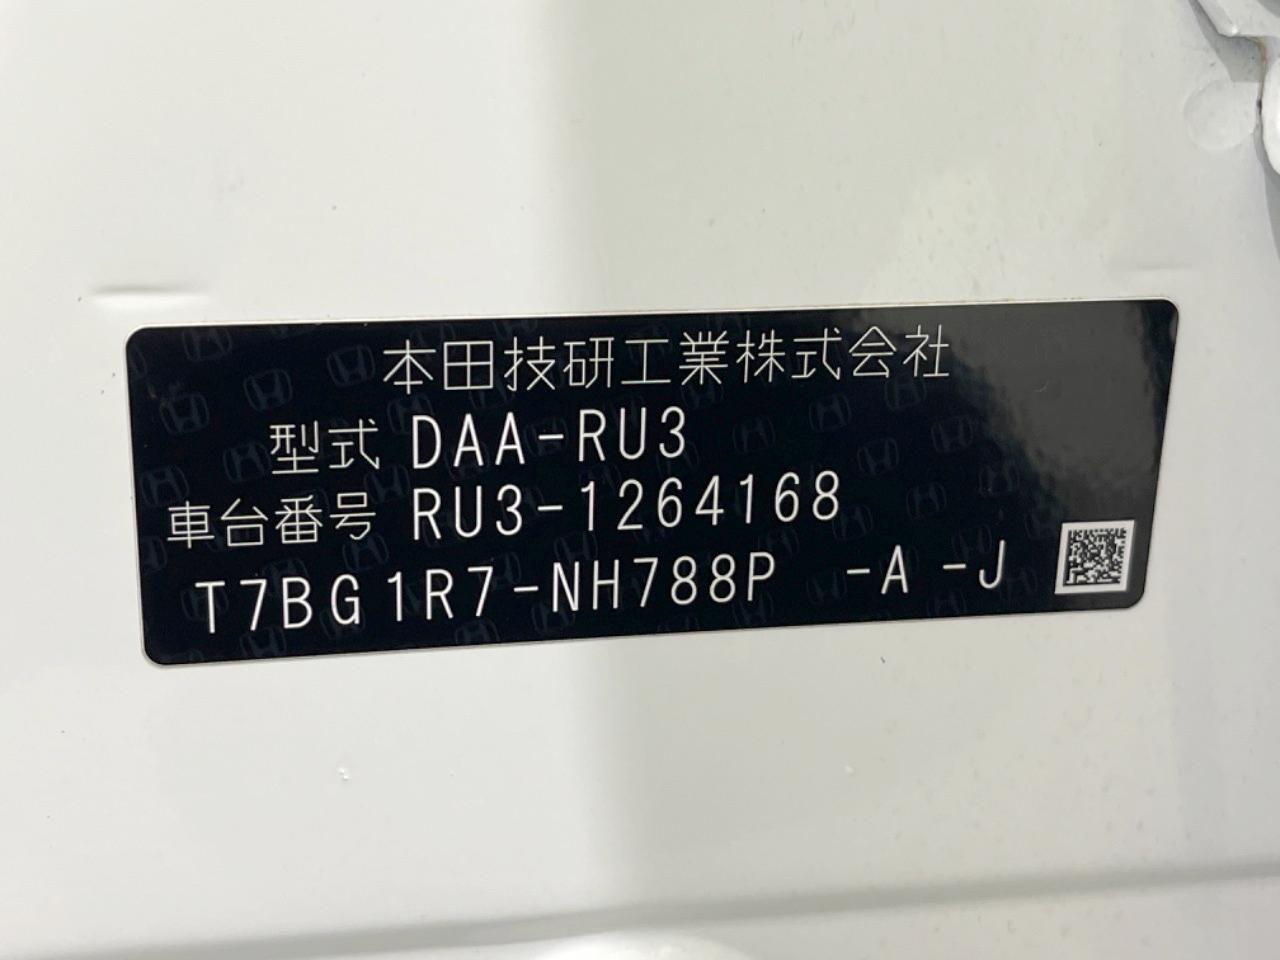 本田技研工業株式会社
型式 DAA-RU3
車台番号 RU3-1264168
T7BG1R7-NH788P -A -J